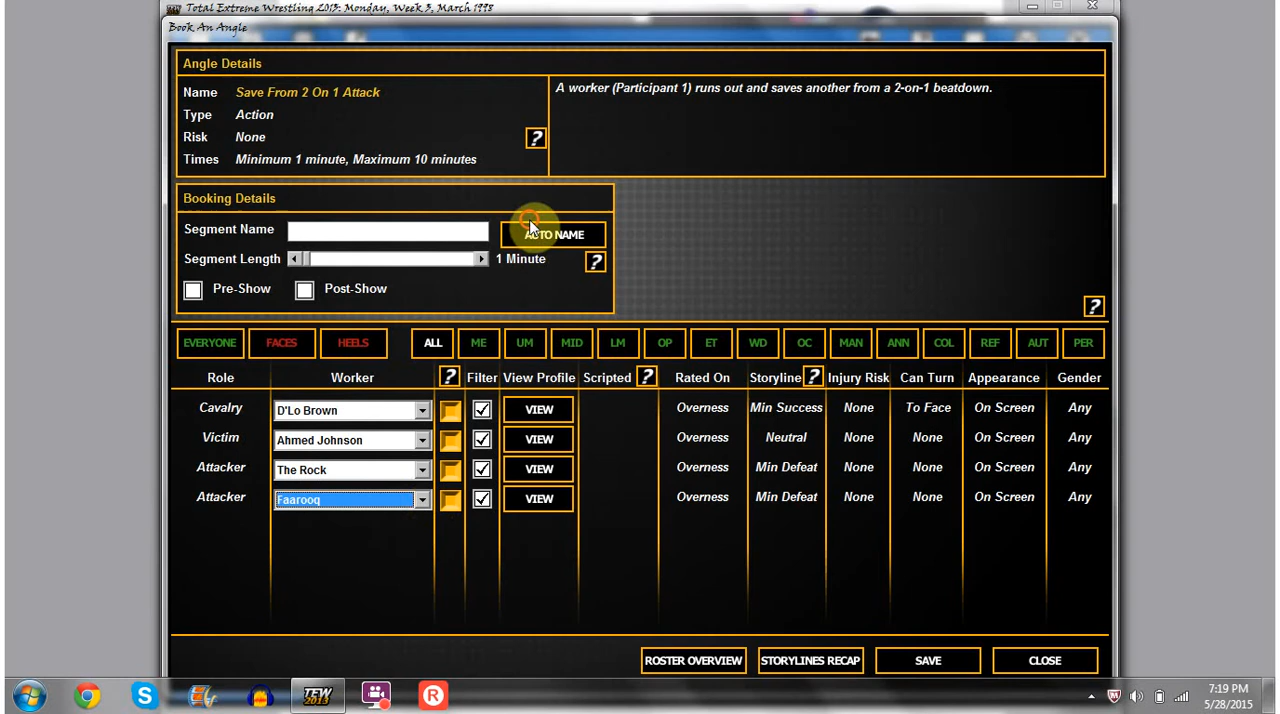 Total Extreme Wrestling 2013: Monday, Week 3, March 1998
Book An Angle
Angle Details
Name Save From 2 On 1 Attack
Type Action
Risk None
Times Minimum 1 minute, Maximum 10 minutes
?
A worker (Participant 1) runs out and saves another from a 2-on-1 beatdown.
Booking Details
Segment Name AUTO NAME
Segment Length 1 Minute ?
Pre-Show Post-Show
?
EVERYONE FACES HEELS ALL ME UM MID LM OP ET WD OC MAN ANN COL REF AUT PER
Role Worker ? Filter View Profile Scripted ? Rated On Storyline ? Injury Risk Can Turn Appearance Gender
Cavalry D'Lo Brown VIEW Overness Min Success None To Face On Screen Any
Victim Ahmed Johnson VIEW Overness Neutral None None On Screen Any
Attacker The Rock VIEW Overness Min Defeat None None On Screen Any
Attacker Faarooq VIEW Overness Min Defeat None None On Screen Any
ROSTER OVERVIEW STORYLINES RECAP SAVE CLOSE
TEW 2013
7:19 PM
5/28/2015